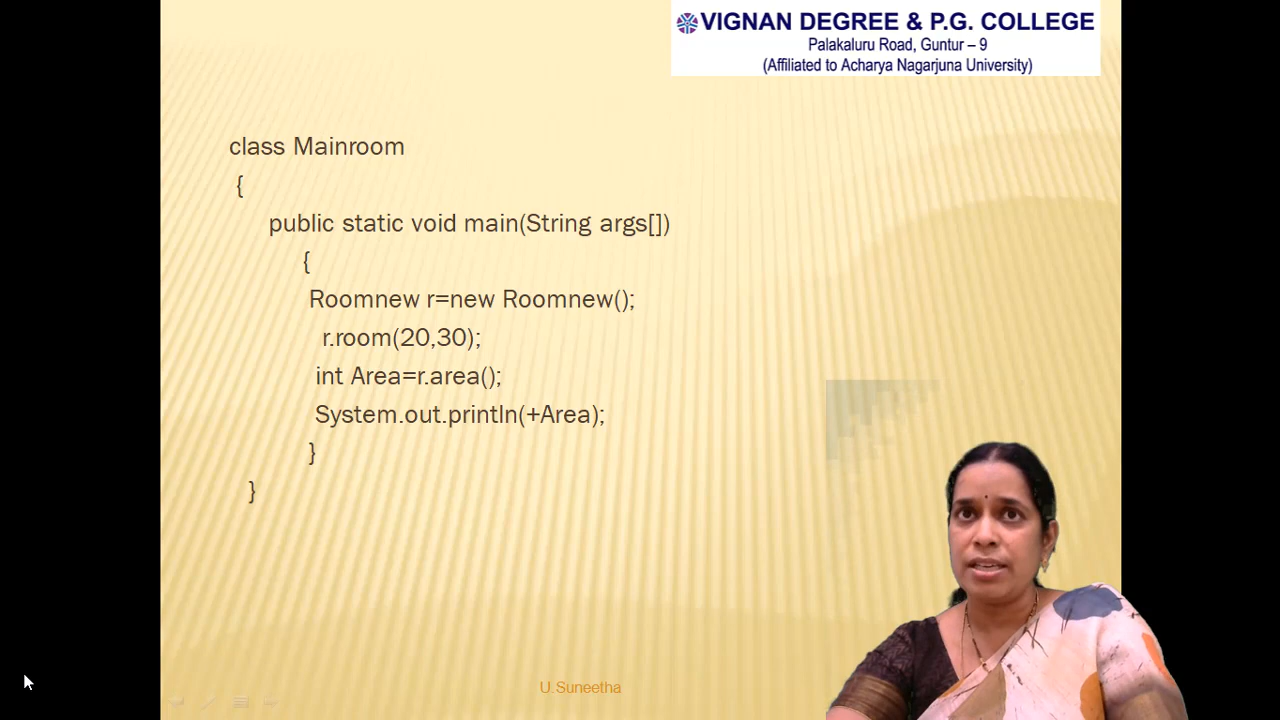 VIGNAN DEGREE & P.G. COLLEGE
Palakaluru Road, Guntur – 9
(Affiliated to Acharya Nagarjuna University)
class Mainroom
{
public static void main(String args[])
{
Roomnew r=new Roomnew();
r.room(20,30);
int Area=r.area();
System.out.println(+Area);
}
}
U.Suneetha